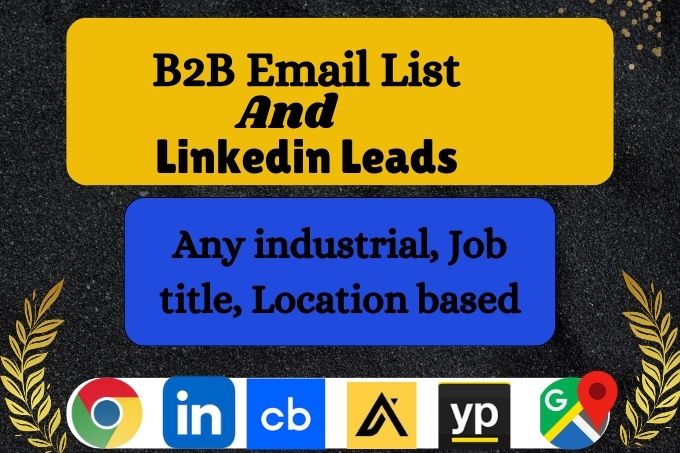 B2B Email List
And
Linkedin Leads
Any industrial, Job
title, Location based
in
cb
yp
G